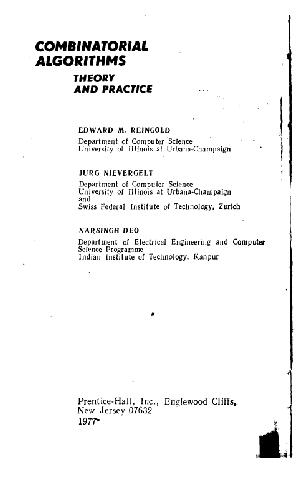 COMBINATORIAL
ALGORITHMS
THEORY
AND PRACTICE
EDWARD M. REINGOLD
Department of Computer Science
University of Illinois at Urbana-Champaign
JURG NIEVERGELT
Department of Computer Science
University of Illinois at Urbana-Champaign
and
Swiss Federal Institute of Technology, Zurich
NARSINGH DEO
Department of Electrical Engineering and Computer
Science Programme
Indian Institute of Technology, Kanpur
Prentice-Hall, Inc., Englewood Cliffs,
New Jersey 07632
1977